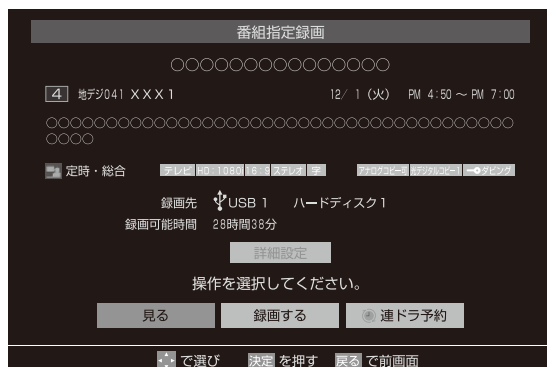 番組指定録画
○○○○○○○○○○○○○○○
4 地デジ041 XXX1 12/ 1 (火) PM 4:50 ~ PM 7:00
○○○○○○○○○○○○○○○○○○○○○○○○○○○○○○○○
○○○○
定時・総合 テレビ HD:1080 16:9 ステレオ 字 アナログコピー可 光デジタルコピー1 ダビング
録画先 USB 1 ハードディスク1
録画可能時間 28時間38分
詳細設定
操作を選択してください。
見る 録画する 連ドラ予約
で選び 決定 を押す 戻る で前画面